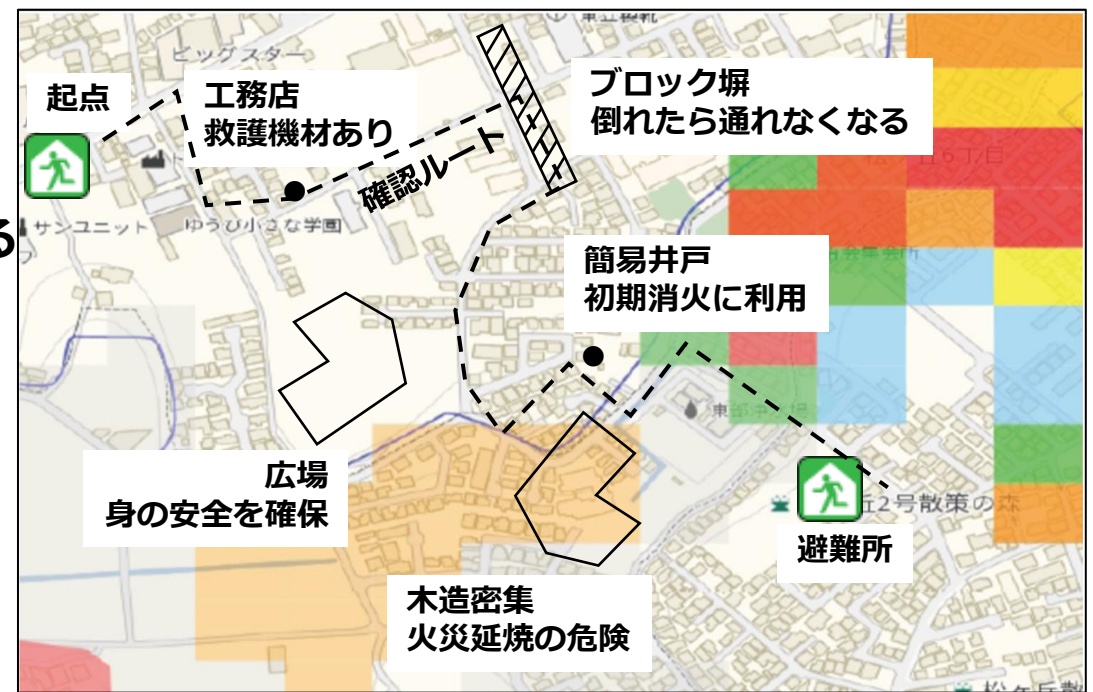 ビッグスター
起点
工務店
救護機材あり
ブロック塀
倒れたら通れなくなる
確認ルート
る
サンユニット
ゆうび小さな学園
簡易井戸
初期消火に利用
広場
身の安全を確保
丘2号散策の森
避難所
木造密集
火災延焼の危険